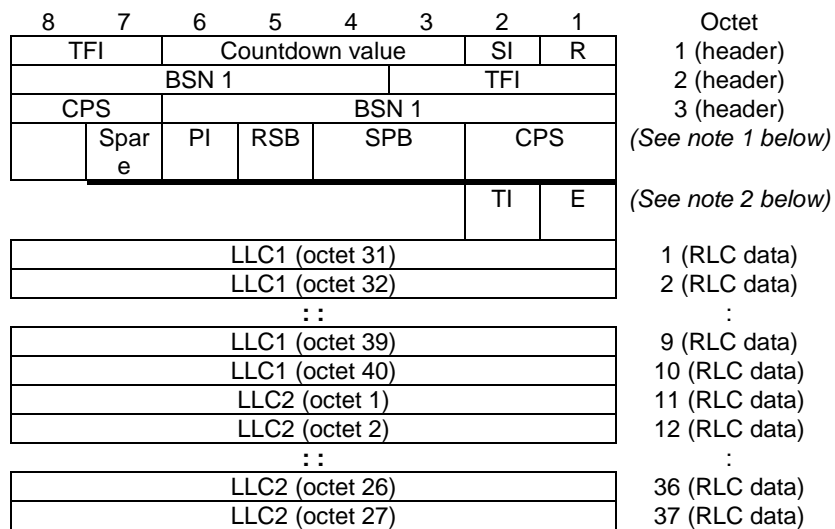 8 7 6 5 4 3 2 1 Octet
TFI Countdown value SI R 1 (header)
BSN 1 TFI 2 (header)
CPS BSN 1 3 (header)
Spar PI RSB SPB CPS (See note 1 below)
e
TI E (See note 2 below)
LLC1 (octet 31) 1 (RLC data)
LLC1 (octet 32) 2 (RLC data)
: : :
LLC1 (octet 39) 9 (RLC data)
LLC1 (octet 40) 10 (RLC data)
LLC2 (octet 1) 11 (RLC data)
LLC2 (octet 2) 12 (RLC data)
: : :
LLC2 (octet 26) 36 (RLC data)
LLC2 (octet 27) 37 (RLC data)